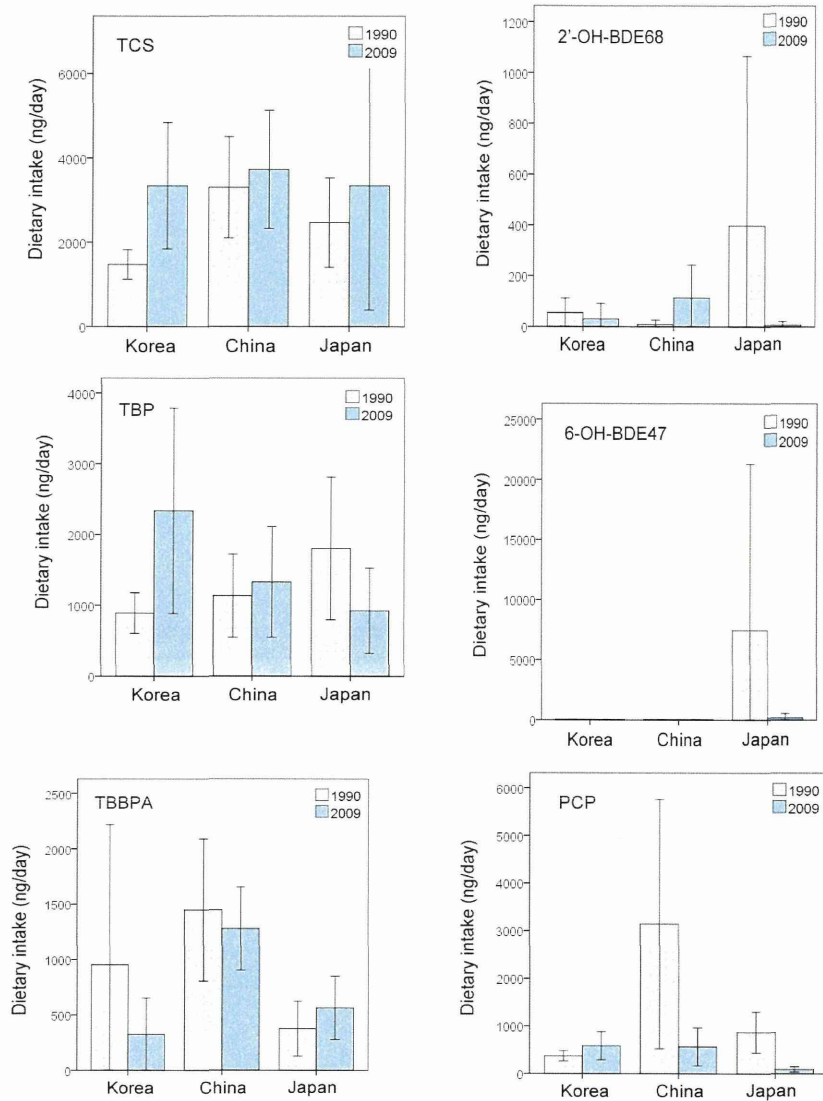 TCS
1990
2009
Dietary intake (ng/day)
6000
4000
2000
0
Korea China Japan
2'-OH-BDE68
1990
2009
Dietary intake (ng/day)
1200
1000
800
600
400
200
0
Korea China Japan
TBP
1990
2009
Dietary intake (ng/day)
4000
3000
2000
1000
0
Korea China Japan
6-OH-BDE47
1990
2009
Dietary intake (ng/day)
25000
20000
15000
10000
5000
0
Korea China Japan
TBBPA
1990
2009
Dietary intake (ng/day)
2500
2000
1500
1000
500
0
Korea China Japan
PCP
1990
2009
Dietary intake (ng/day)
6000
5000
4000
3000
2000
1000
0
Korea China Japan